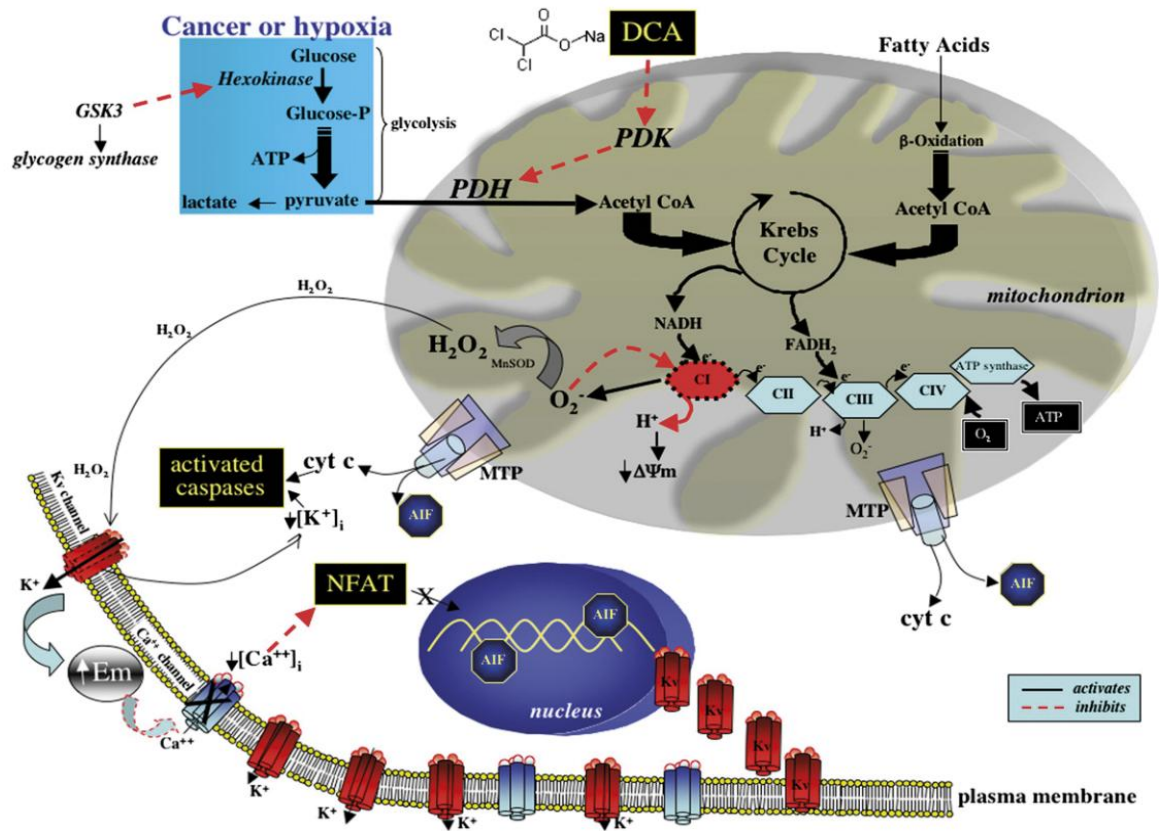 Cancer or hypoxia
Glucose
Hexokinase
Glucose-P
glycolysis
ATP
lactate
pyruvate
GSK3
glycogen synthase
Cl
Cl
O
O
Na
DCA
PDK
PDH
Fatty Acids
β-Oxidation
Acetyl CoA
Acetyl CoA
Krebs
Cycle
mitochondrion
NADH
FADH₂
H₂O₂
H₂O₂
H₂O₂
H₂O₂
MnSOD
O₂⁻
e⁻
CI
e⁻
CII
e⁻
CIII
e⁻
CIV
ATP synthase
ATP
O₂
H⁺
H⁺
O₂⁻
↓ΔΨm
MTP
MTP
cyt c
AIF
cyt c
AIF
activated
caspases
↓[K⁺]ᵢ
Kv channel
K⁺
↑Em
Ca⁺⁺ channel
Ca⁺⁺
↓[Ca⁺⁺]ᵢ
NFAT
X
AIF
AIF
nucleus
Kv
Kv
Kv
Kv
K⁺
K⁺
K⁺
K⁺
activates
inhibits
plasma membrane